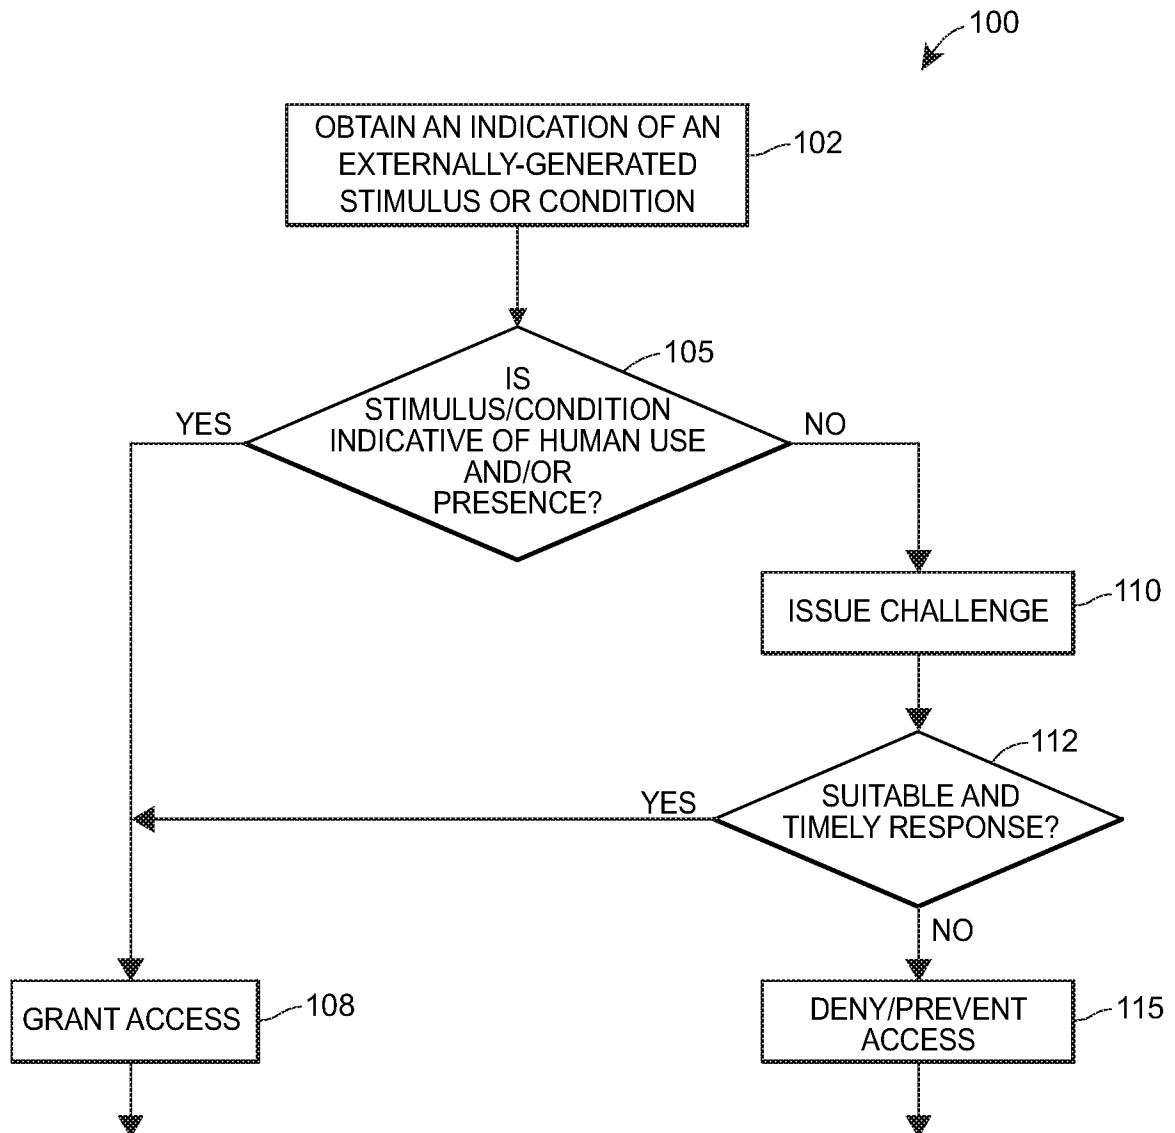 100
OBTAIN AN INDICATION OF AN
EXTERNALLY-GENERATED
STIMULUS OR CONDITION
102
105
IS
STIMULUS/CONDITION
INDICATIVE OF HUMAN USE
AND/OR
PRESENCE?
YES
NO
ISSUE CHALLENGE
110
112
SUITABLE AND
TIMELY RESPONSE?
YES
NO
GRANT ACCESS
108
DENY/PREVENT
ACCESS
115